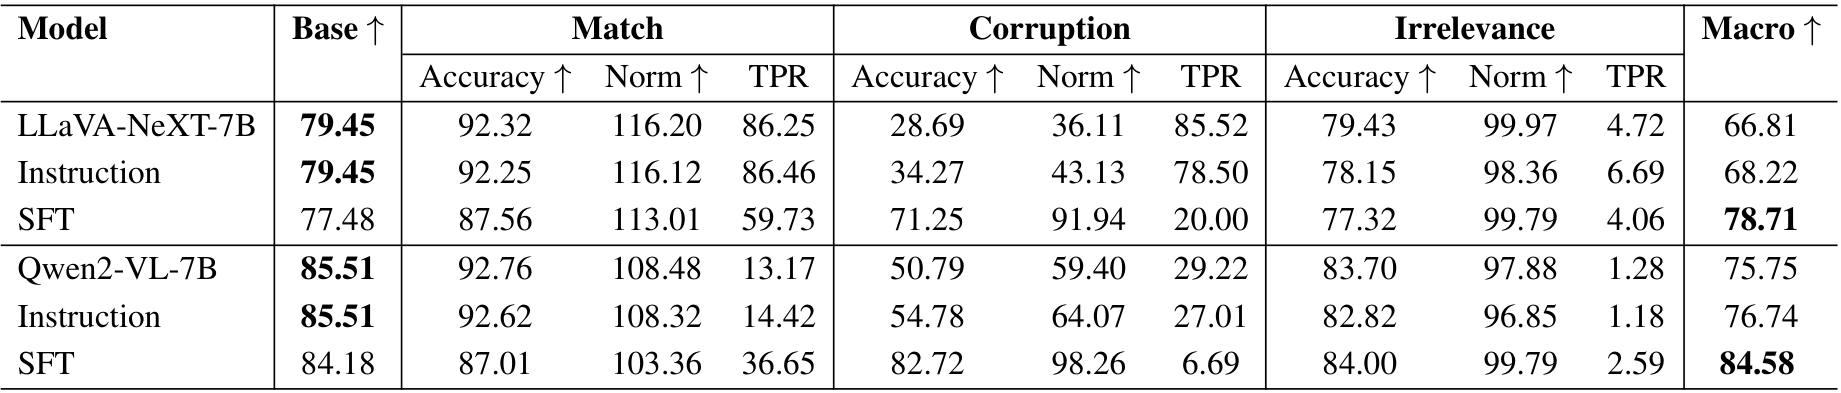 Model Base ↑ Match Corruption Irrelevance Macro ↑
Accuracy ↑ Norm ↑ TPR Accuracy ↑ Norm ↑ TPR Accuracy ↑ Norm ↑ TPR
LLaVA-NeXT-7B 79.45 92.32 116.20 86.25 28.69 36.11 85.52 79.43 99.97 4.72 66.81
Instruction 79.45 92.25 116.12 86.46 34.27 43.13 78.50 78.15 98.36 6.69 68.22
SFT 77.48 87.56 113.01 59.73 71.25 91.94 20.00 77.32 99.79 4.06 78.71
Qwen2-VL-7B 85.51 92.76 108.48 13.17 50.79 59.40 29.22 83.70 97.88 1.28 75.75
Instruction 85.51 92.62 108.32 14.42 54.78 64.07 27.01 82.82 96.85 1.18 76.74
SFT 84.18 87.01 103.36 36.65 82.72 98.26 6.69 84.00 99.79 2.59 84.58